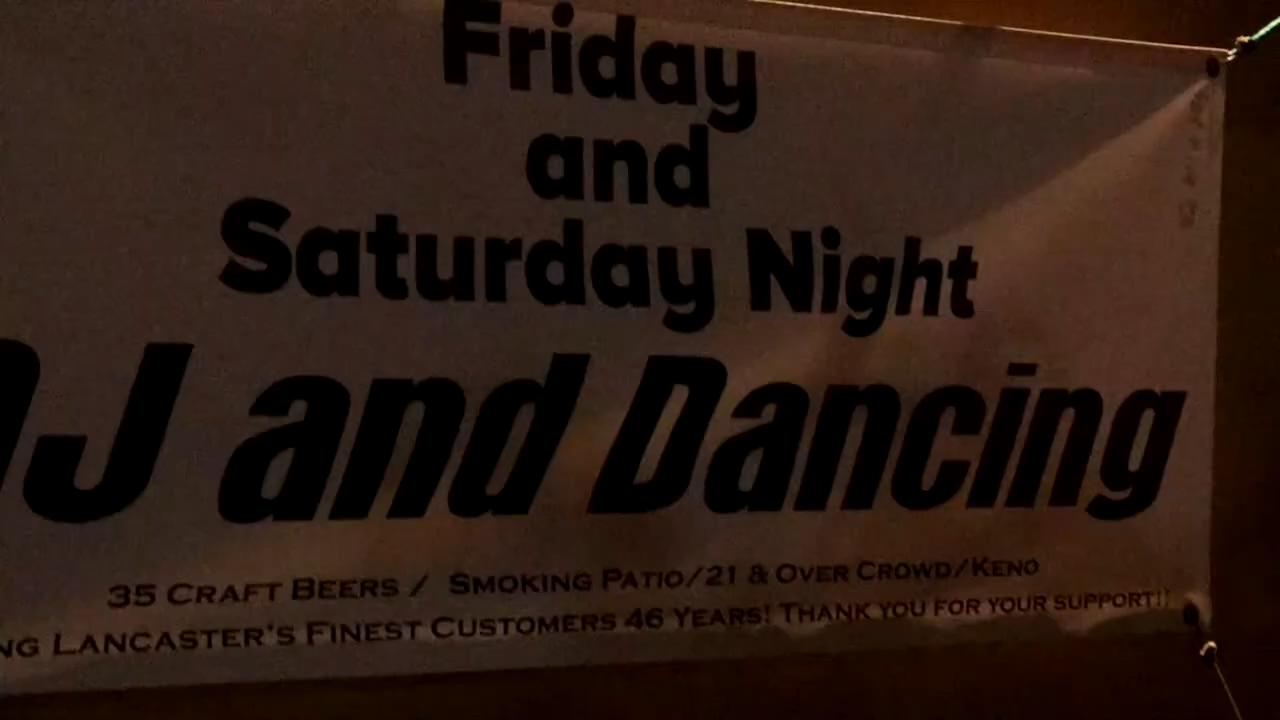 Friday
and
Saturday Night
DJ and Dancing
35 CRAFT BEERS / SMOKING PATIO/21 & OVER CROWD/KENO
NG LANCASTER'S FINEST CUSTOMERS 46 YEARS! THANK YOU FOR YOUR SUPPORT!!